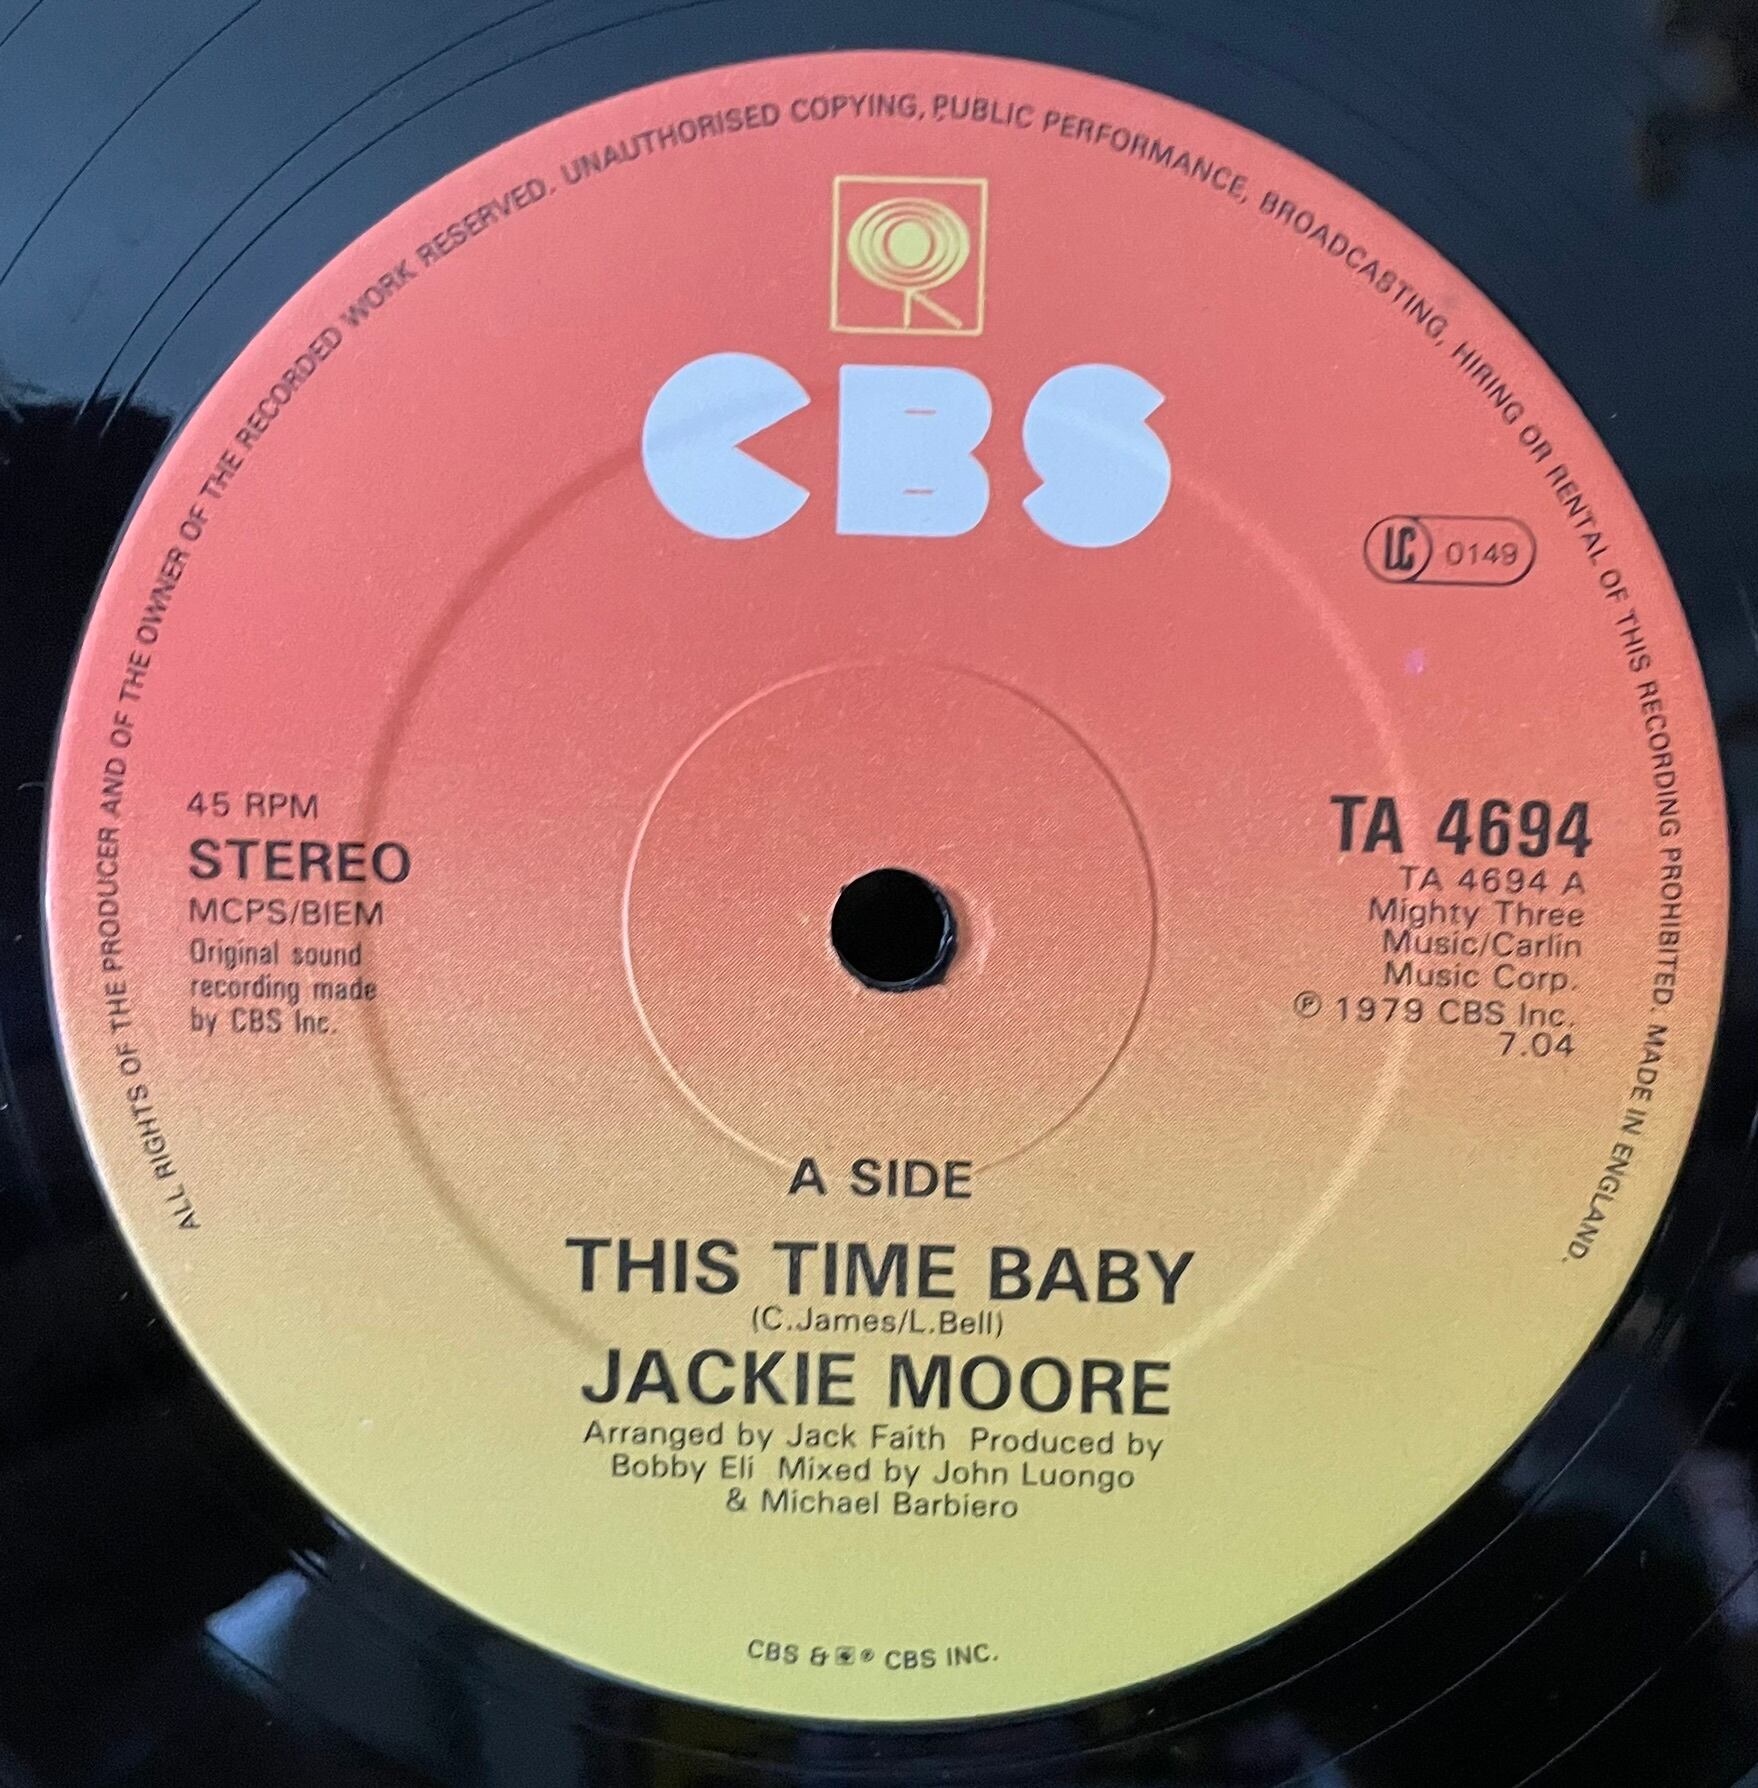 ALL RIGHTS OF THE PRODUCER AND OF THE OWNER OF THE RECORDED WORK RESERVED. UNAUTHORISED COPYING, PUBLIC PERFORMANCE, BROADCASTING, HIRING OR RENTAL OF THIS RECORDING PROHIBITED. MADE IN ENGLAND.
CBS
LC 0149
45 RPM
STEREO
MCPS/BIEM
Original sound
recording made
by CBS Inc.
TA 4694
TA 4694 A
Mighty Three
Music/Carlin
Music Corp.
℗ 1979 CBS Inc.
7.04
A SIDE
THIS TIME BABY
(C.James/L.Bell)
JACKIE MOORE
Arranged by Jack Faith Produced by
Bobby Eli Mixed by John Luongo
& Michael Barbiero
CBS & ® CBS INC.